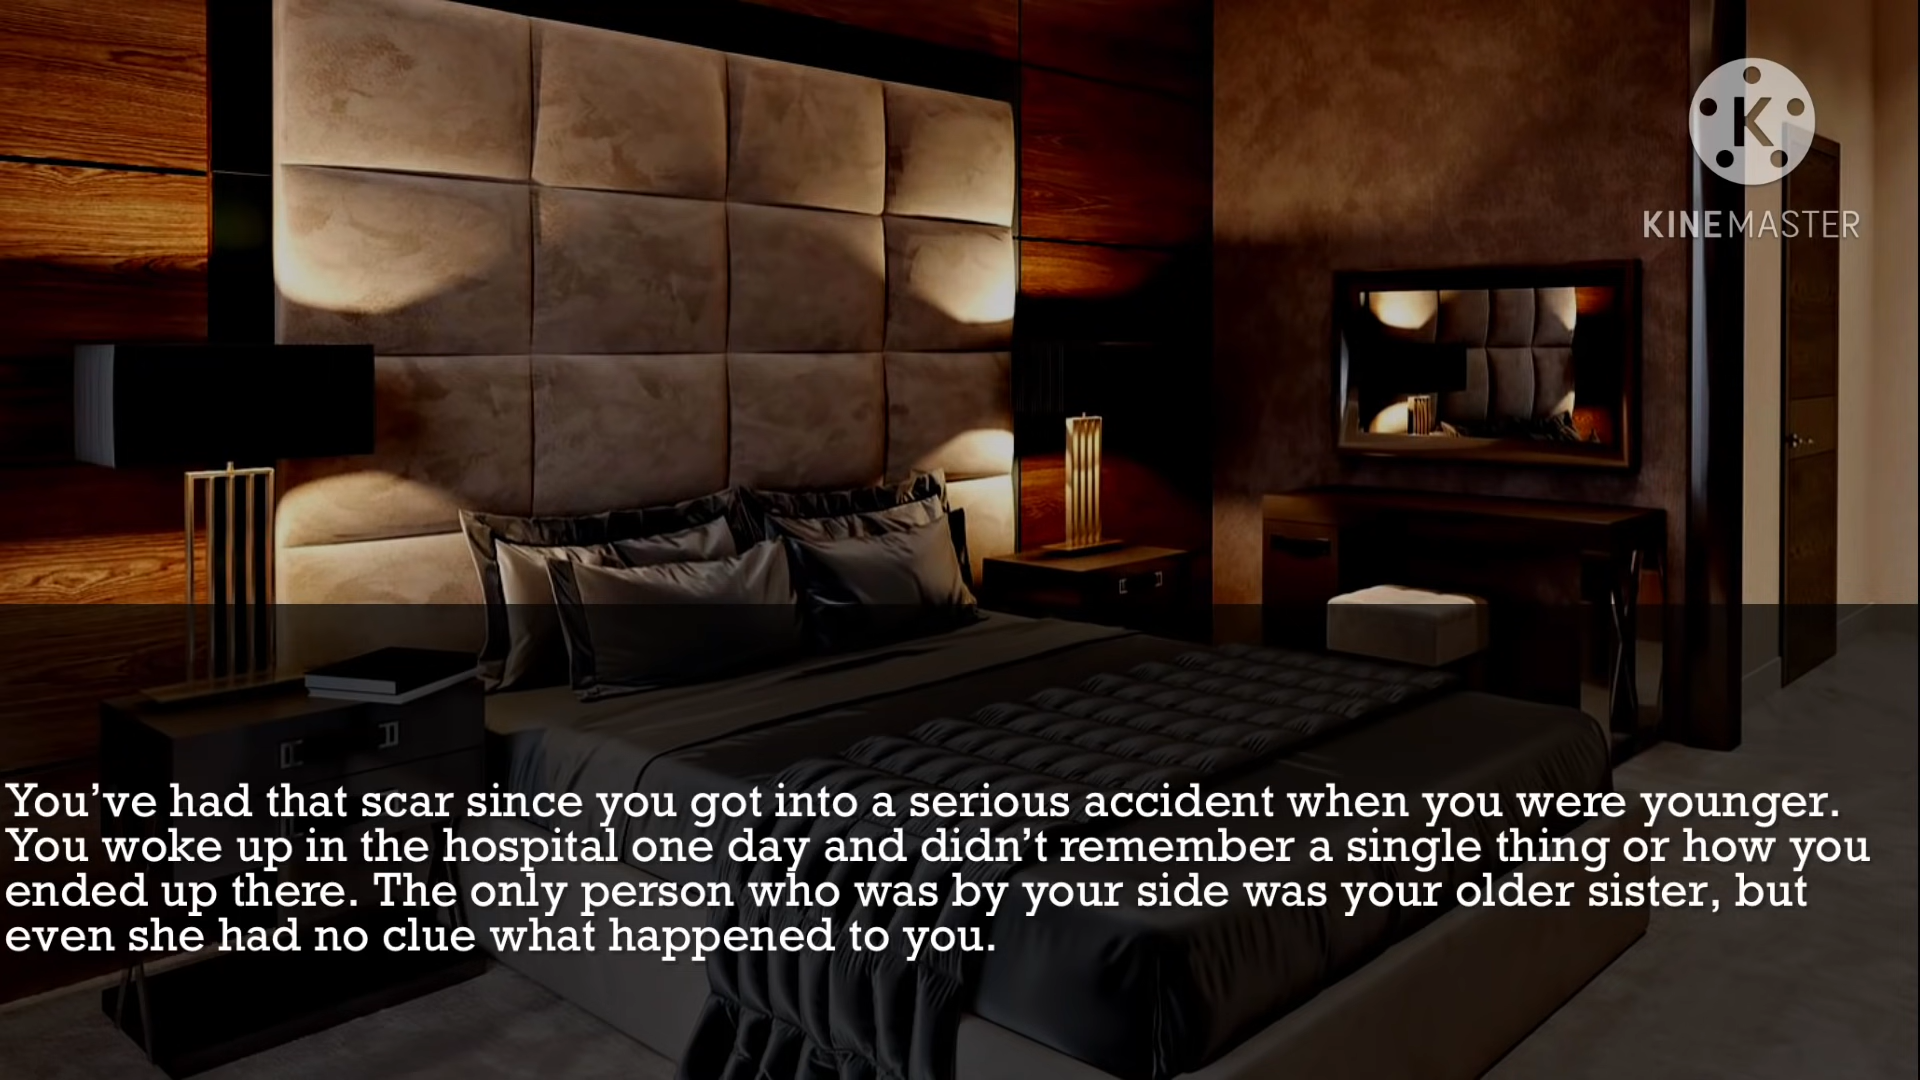 K
KINEMASTER
You’ve had that scar since you got into a serious accident when you were younger.
You woke up in the hospital one day and didn’t remember a single thing or how you
ended up there. The only person who was by your side was your older sister, but
even she had no clue what happened to you.